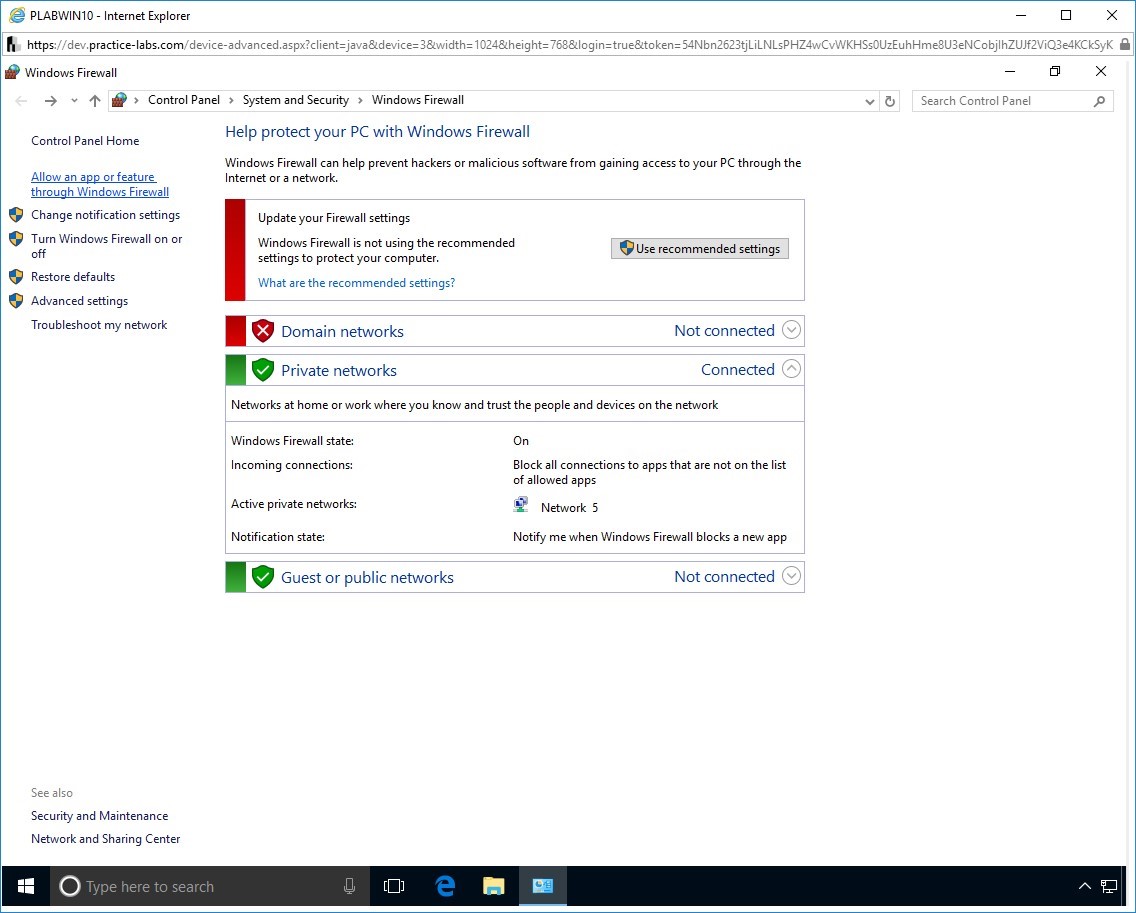 PLABWIN10 - Internet Explorer
https://dev.practice-labs.com/device-advanced.aspx?client=java&device=3&width=1024&height=768&login=true&token=54Nbn2623tjLiLNLsPHZ4wCvWKHSs0UzEuhHme8U3eNCobjlhZUJf2ViQ3e4KCkSyK
Windows Firewall
Control Panel > System and Security > Windows Firewall
Search Control Panel
Control Panel Home
Allow an app or feature
through Windows Firewall
Change notification settings
Turn Windows Firewall on or
off
Restore defaults
Advanced settings
Troubleshoot my network
Help protect your PC with Windows Firewall
Windows Firewall can help prevent hackers or malicious software from gaining access to your PC through the
Internet or a network.
Update your Firewall settings
Windows Firewall is not using the recommended
settings to protect your computer.
Use recommended settings
What are the recommended settings?
Domain networks Not connected
Private networks Connected
Networks at home or work where you know and trust the people and devices on the network
Windows Firewall state: On
Incoming connections: Block all connections to apps that are not on the list
of allowed apps
Active private networks: Network 5
Notification state: Notify me when Windows Firewall blocks a new app
Guest or public networks Not connected
See also
Security and Maintenance
Network and Sharing Center
Type here to search